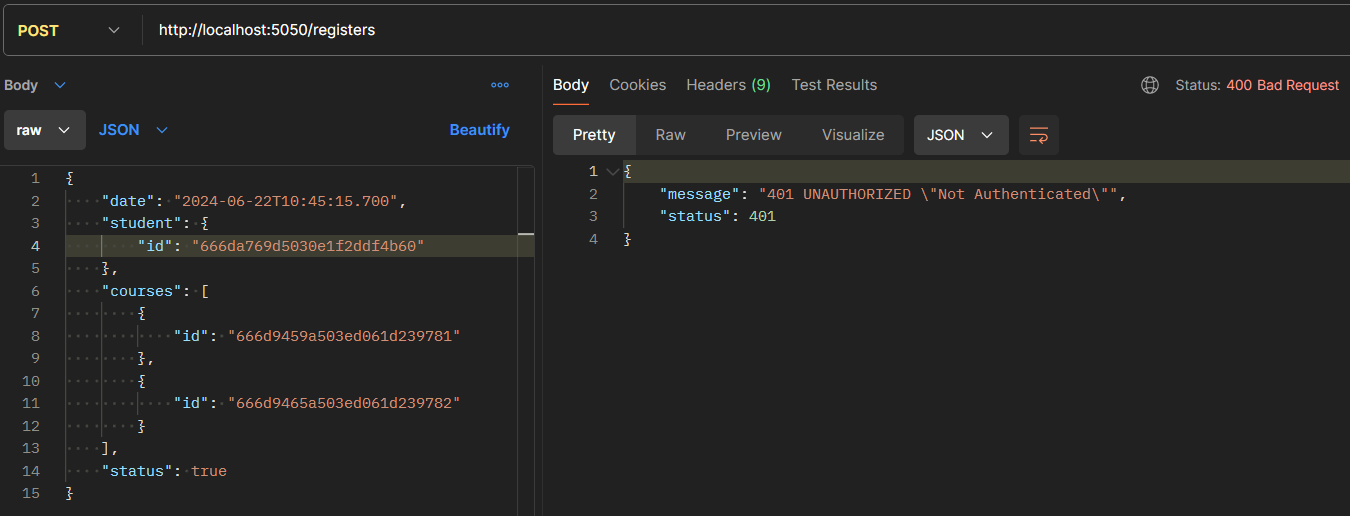 POST http://localhost:5050/registers
Body
raw JSON Beautify
1 {
2 "date": "2024-06-22T10:45:15.700",
3 "student": {
4 "id": "666da769d5030e1f2ddf4b60"
5 },
6 "courses": [
7 {
8 "id": "666d9459a503ed061d239781"
9 },
10 {
11 "id": "666d9465a503ed061d239782"
12 }
13 ],
14 "status": true
15 }
Body Cookies Headers (9) Test Results Status: 400 Bad Request
Pretty Raw Preview Visualize JSON
1 {
2 "message": "401 UNAUTHORIZED \"Not Authenticated\"",
3 "status": 401
4 }